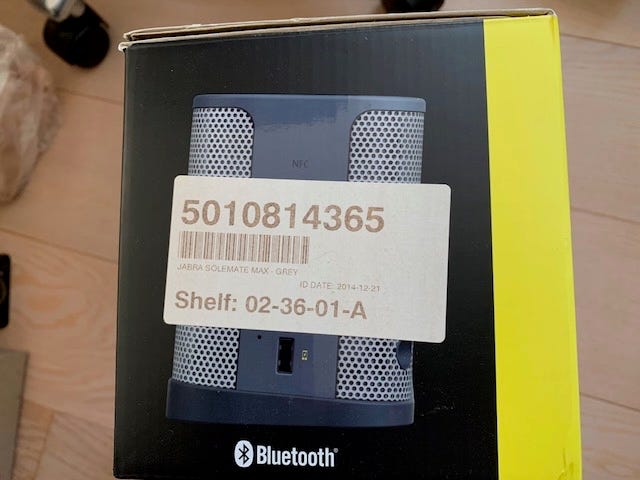 NFC
5010814365
JABRA SOLEMATE MAX - GREY
ID DATE: 2014-12-21
Shelf: 02-36-01-A
Bluetooth®